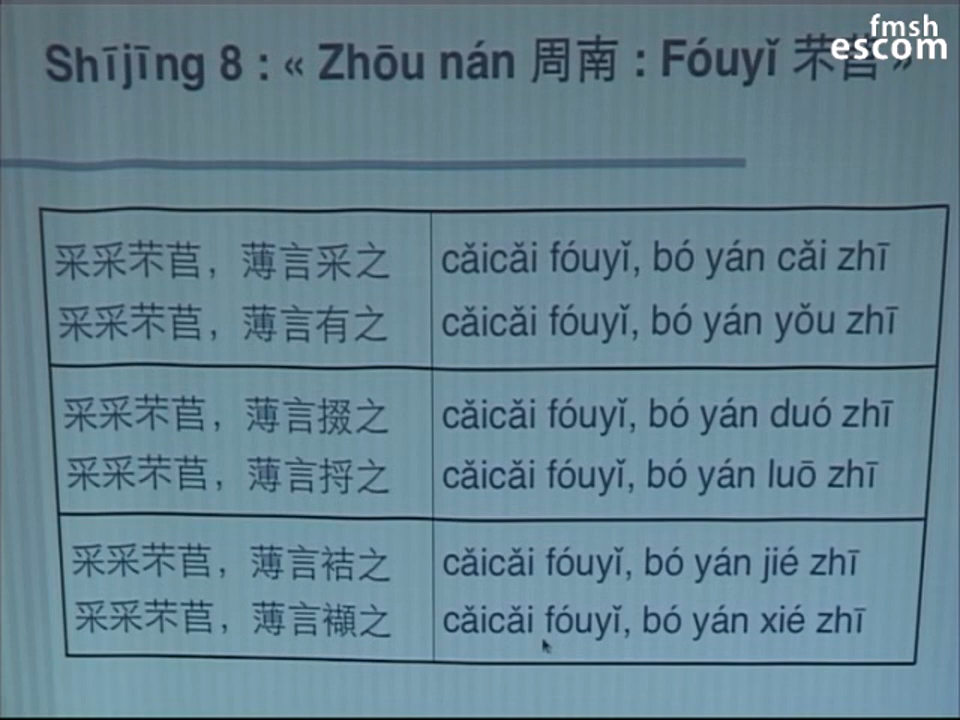 fmsh
escom
Shījīng 8 : « Zhōu nán 周南 : Fóuyǐ 芣苢 »
采采芣苢，薄言采之 cǎicǎi fóuyǐ, bó yán cǎi zhī
采采芣苢，薄言有之 cǎicǎi fóuyǐ, bó yán yǒu zhī
采采芣苢，薄言掇之 cǎicǎi fóuyǐ, bó yán duó zhī
采采芣苢，薄言捋之 cǎicǎi fóuyǐ, bó yán luō zhī
采采芣苢，薄言袺之 cǎicǎi fóuyǐ, bó yán jié zhī
采采芣苢，薄言襭之 cǎicǎi fóuyǐ, bó yán xié zhī